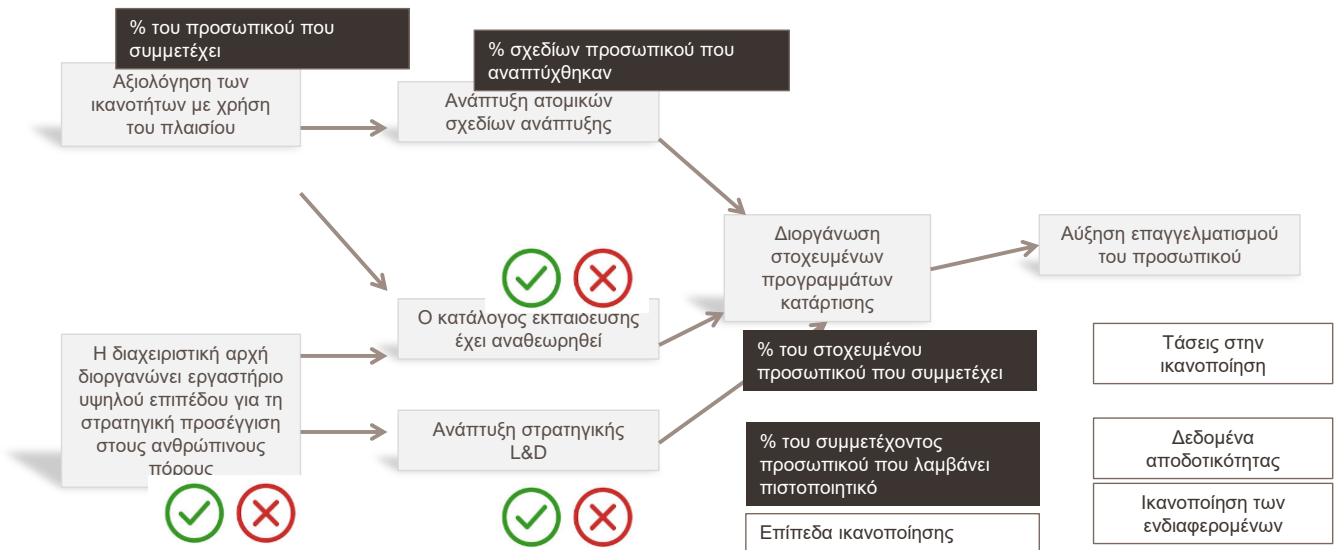 % του προσωπικού που
συμμετέχει
Αξιολόγηση των
ικανοτήτων με χρήση
του πλαισίου
% σχεδίων προσωπικού που
αναπτύχθηκαν
Ανάπτυξη ατομικών
σχεδίων ανάπτυξης
Διοργάνωση
στοχευμένων
προγραμμάτων
κατάρτισης
Αύξηση επαγγελματισμού
του προσωπικού
Ο κατάλογος εκπαίδευσης
έχει αναθεωρηθεί
Η διαχειριστική αρχή
διοργανώνει εργαστήριο
υψηλού επιπέδου για τη
στρατηγική προσέγγιση
στους ανθρώπινους
πόρους
Ανάπτυξη στρατηγικής
L&D
% του στοχευμένου
προσωπικού που συμμετέχει
% του συμμετέχοντος
προσωπικού που λαμβάνει
πιστοποιητικό
Επίπεδα ικανοποίησης
Τάσεις στην
ικανοποίηση
Δεδομένα
αποδοτικότητας
Ικανοποίηση των
ενδιαφερομένων